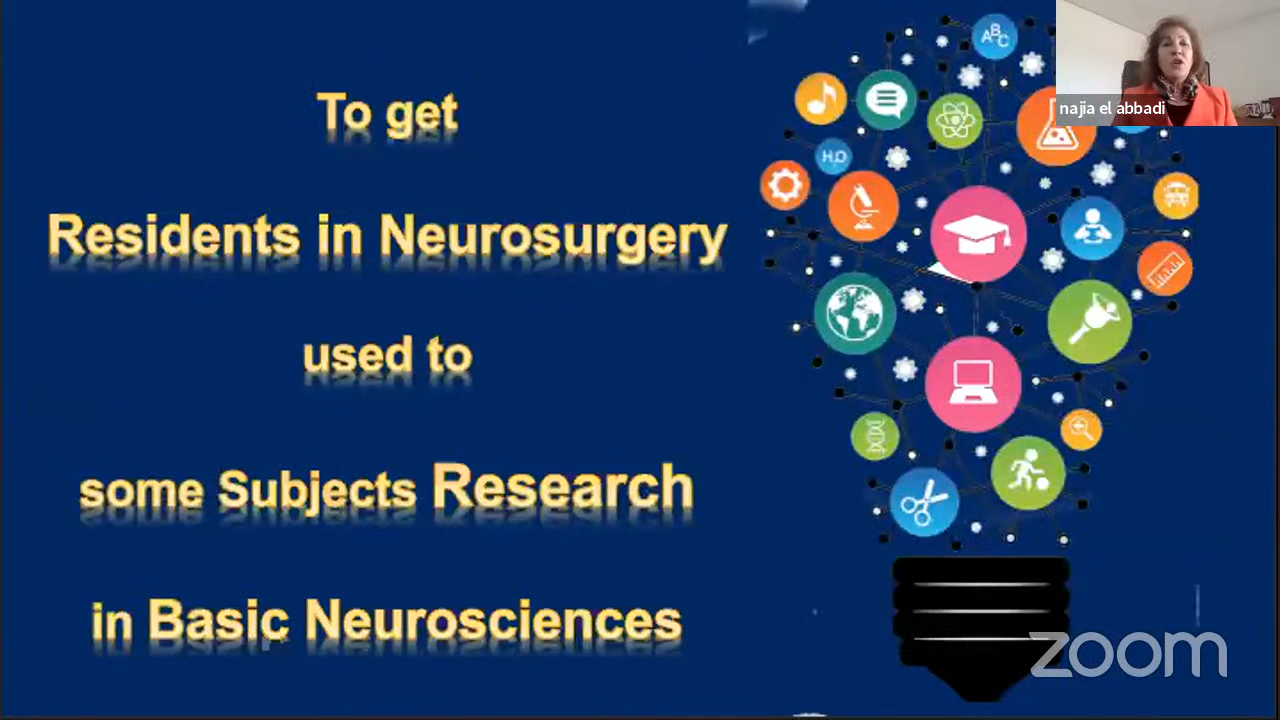 To get
Residents in Neurosurgery
used to
some Subjects Research
in Basic Neurosciences
ABC
H₂O
najia el abbadi
zoom